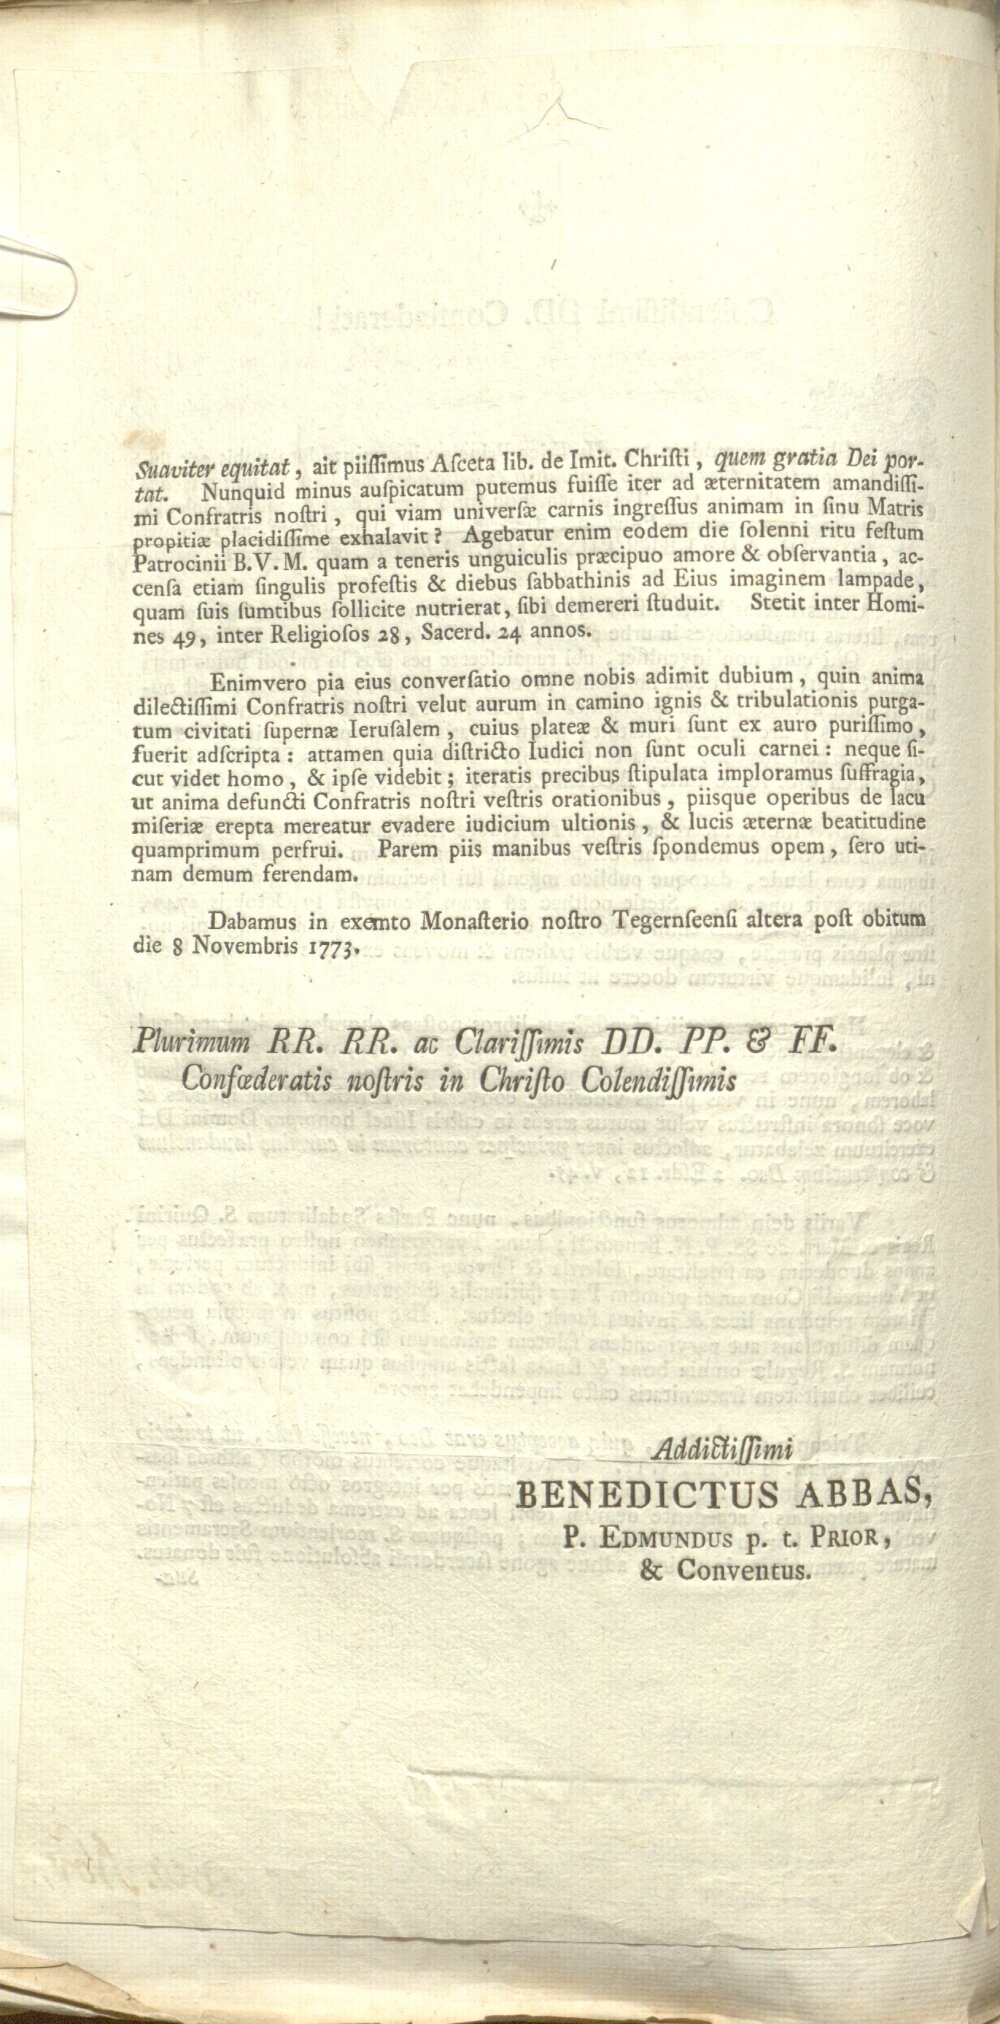 Suaviter equitat, ait piiſſimus Aſceta lib. de Imit. Chriſti, quem gratia Dei por-
tat. Nunquid minus auſpicatum putemus fuiſſe iter ad æternitatem amandiſſi-
mi Confratris noſtri, qui viam univerſæ carnis ingreſſus animam in ſinu Matris
propitiæ placidiſſime exhalavit? Agebatur enim eodem die ſolenni ritu feſtum
Patrocinii B. V. M. quam a teneris unguiculis præcipuo amore & obſervantia, ac-
cenſa etiam ſingulis profeſtis & diebus ſabbathinis ad Eius imaginem lampade,
quam ſuis ſumtibus ſollicite nutrierat, ſibi demereri ſtuduit. Stetit inter Homi-
nes 49, inter Religioſos 28, Sacerd. 24 annos.
Enimvero pia eius converſatio omne nobis adimit dubium, quin anima
dilectiſſimi Confratris noſtri velut aurum in camino ignis & tribulationis purga-
tum civitati ſupernæ Ieruſalem, cuius plateæ & muri ſunt ex auro puriſſimo,
fuerit adſcripta: attamen quia diſtricto Iudici non ſunt oculi carnei: neque ſi-
cut videt homo, & ipſe videbit; iteratis precibus ſtipulata imploramus ſuffragia,
ut anima defuncti Confratris noſtri veſtris orationibus, piisque operibus de lacu
miſeriæ erepta mereatur evadere iudicium ultionis, & lucis æternæ beatitudine
quamprimum perfrui. Parem piis manibus veſtris ſpondemus opem, ſero uti-
nam demum ferendam.
Dabamus in exemto Monaſterio noſtro Tegernſeenſi altera poſt obitum
die 8 Novembris 1773.
Plurimum RR. RR. ac Clariſſimis DD. PP. & FF.
Confœderatis noſtris in Chriſto Colendiſſimis
Addictiſſimi
BENEDICTUS ABBAS,
P. EDMUNDUS p. t. PRIOR,
& Conventus.